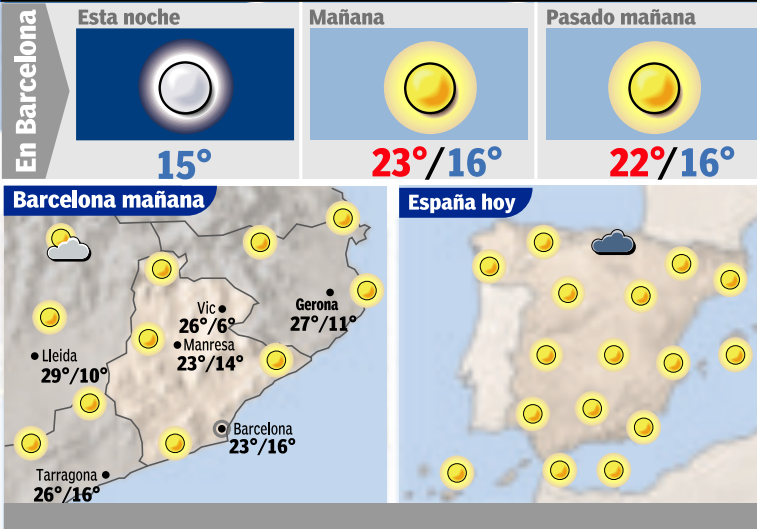 En Barcelona
Esta noche
15°
Mañana
23°/16°
Pasado mañana
22°/16°
Barcelona mañana
Vic
26°/6°
Gerona
27°/11°
Manresa
23°/14°
Lleida
29°/10°
Barcelona
23°/16°
Tarragona
26°/16°
España hoy